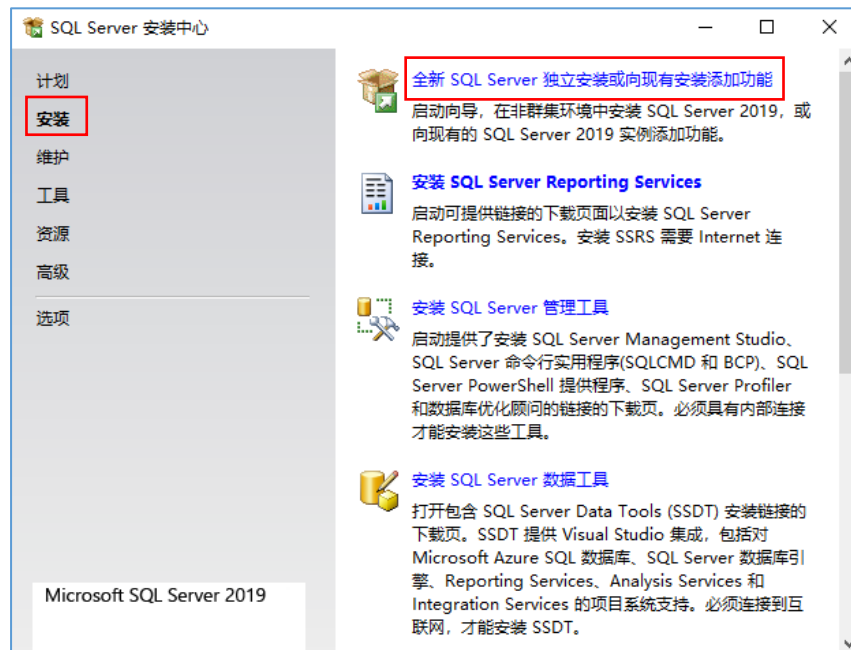 SQL Server 安装中心
计划
安装
维护
工具
资源
高级
选项
Microsoft SQL Server 2019
全新 SQL Server 独立安装或向现有安装添加功能
启动向导，在非群集环境中安装 SQL Server 2019，或
向现有的 SQL Server 2019 实例添加功能。
安装 SQL Server Reporting Services
启动可提供链接的下载页面以安装 SQL Server
Reporting Services。安装 SSRS 需要 Internet 连
接。
安装 SQL Server 管理工具
启动提供了安装 SQL Server Management Studio、
SQL Server 命令行实用程序(SQLCMD 和 BCP)、SQL
Server PowerShell 提供程序、SQL Server Profiler
和数据库优化顾问的链接的下载页。必须具有内部连接
才能安装这些工具。
安装 SQL Server 数据工具
打开包含 SQL Server Data Tools (SSDT) 安装链接的
下载页。SSDT 提供 Visual Studio 集成，包括对
Microsoft Azure SQL 数据库、SQL Server 数据库引
擎、Reporting Services、Analysis Services 和
Integration Services 的项目系统支持。必须连接到互
联网，才能安装 SSDT。